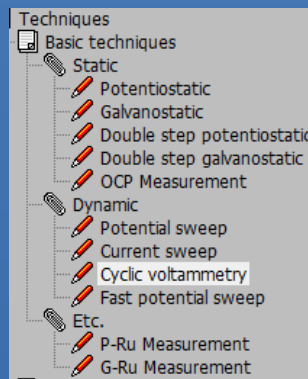 Techniques
Basic techniques
Static
Potentiostatic
Galvanostatic
Double step potentiostatic
Double step galvanostatic
OCP Measurement
Dynamic
Potential sweep
Current sweep
Cyclic voltammetry
Fast potential sweep
Etc.
P-Ru Measurement
G-Ru Measurement